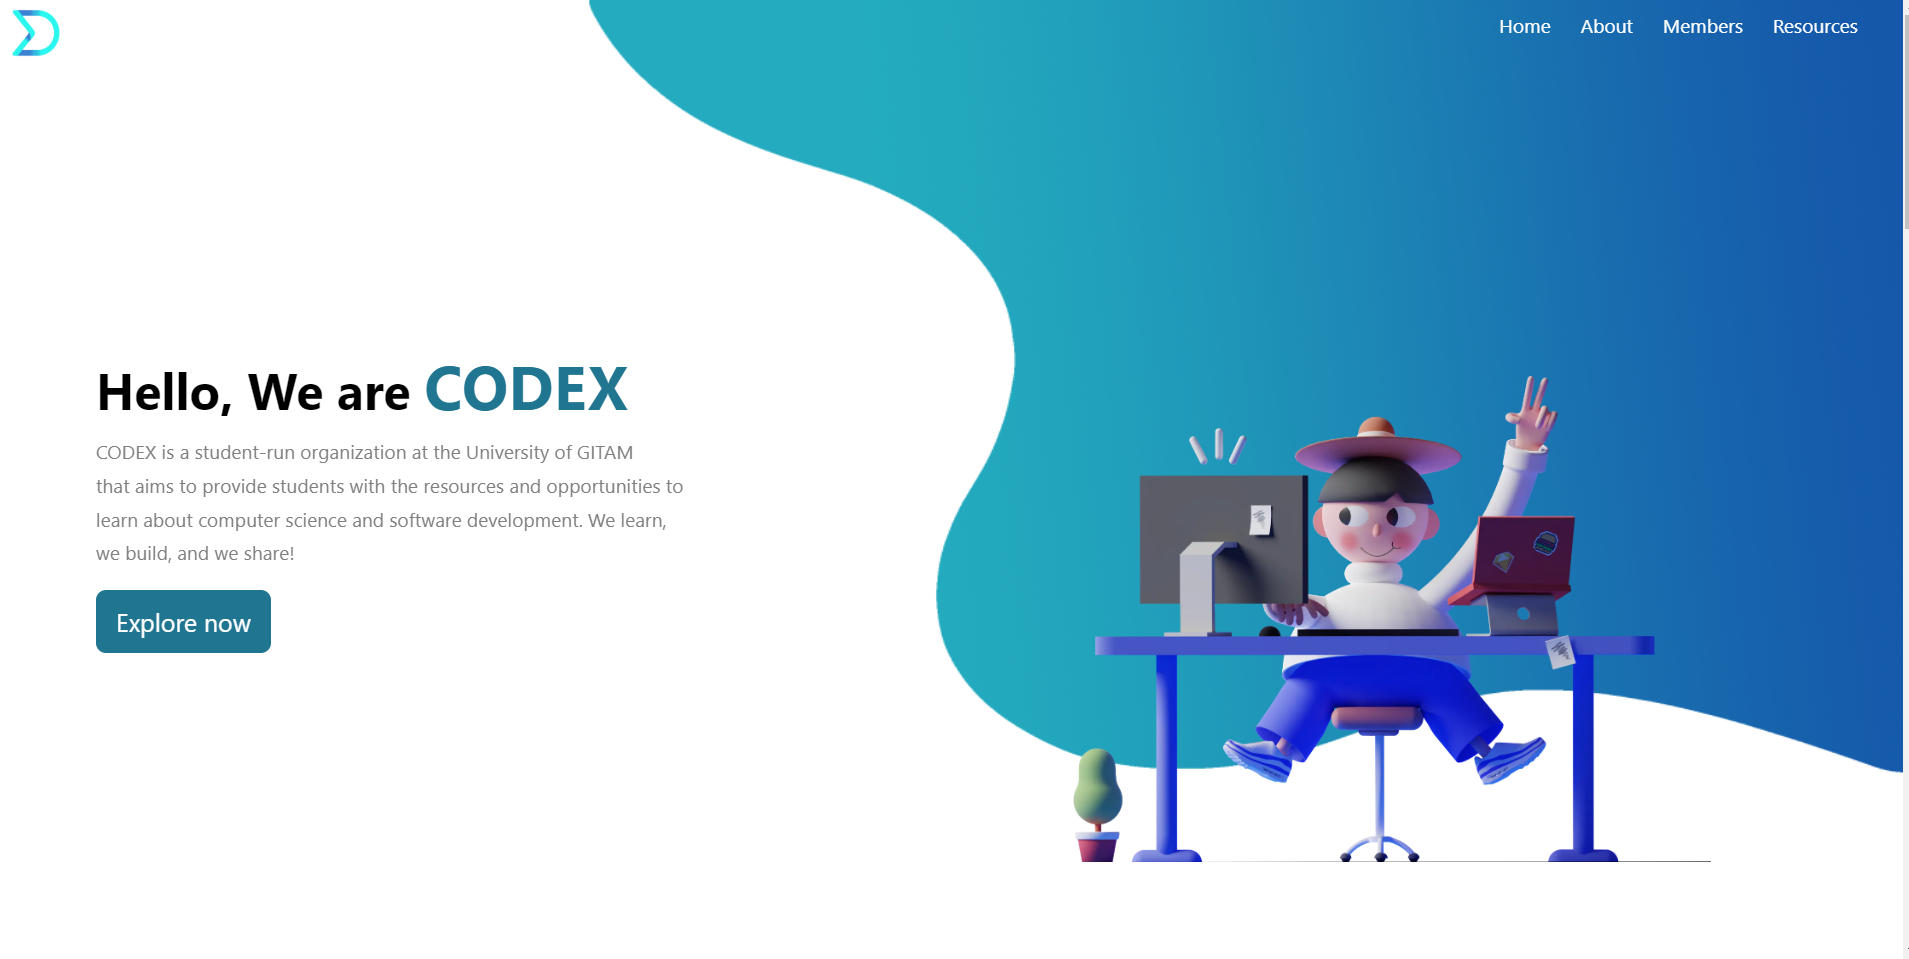 Home About Members Resources
Hello, We are CODEX
CODEX is a student-run organization at the University of GITAM
that aims to provide students with the resources and opportunities to
learn about computer science and software development. We learn,
we build, and we share!
Explore now